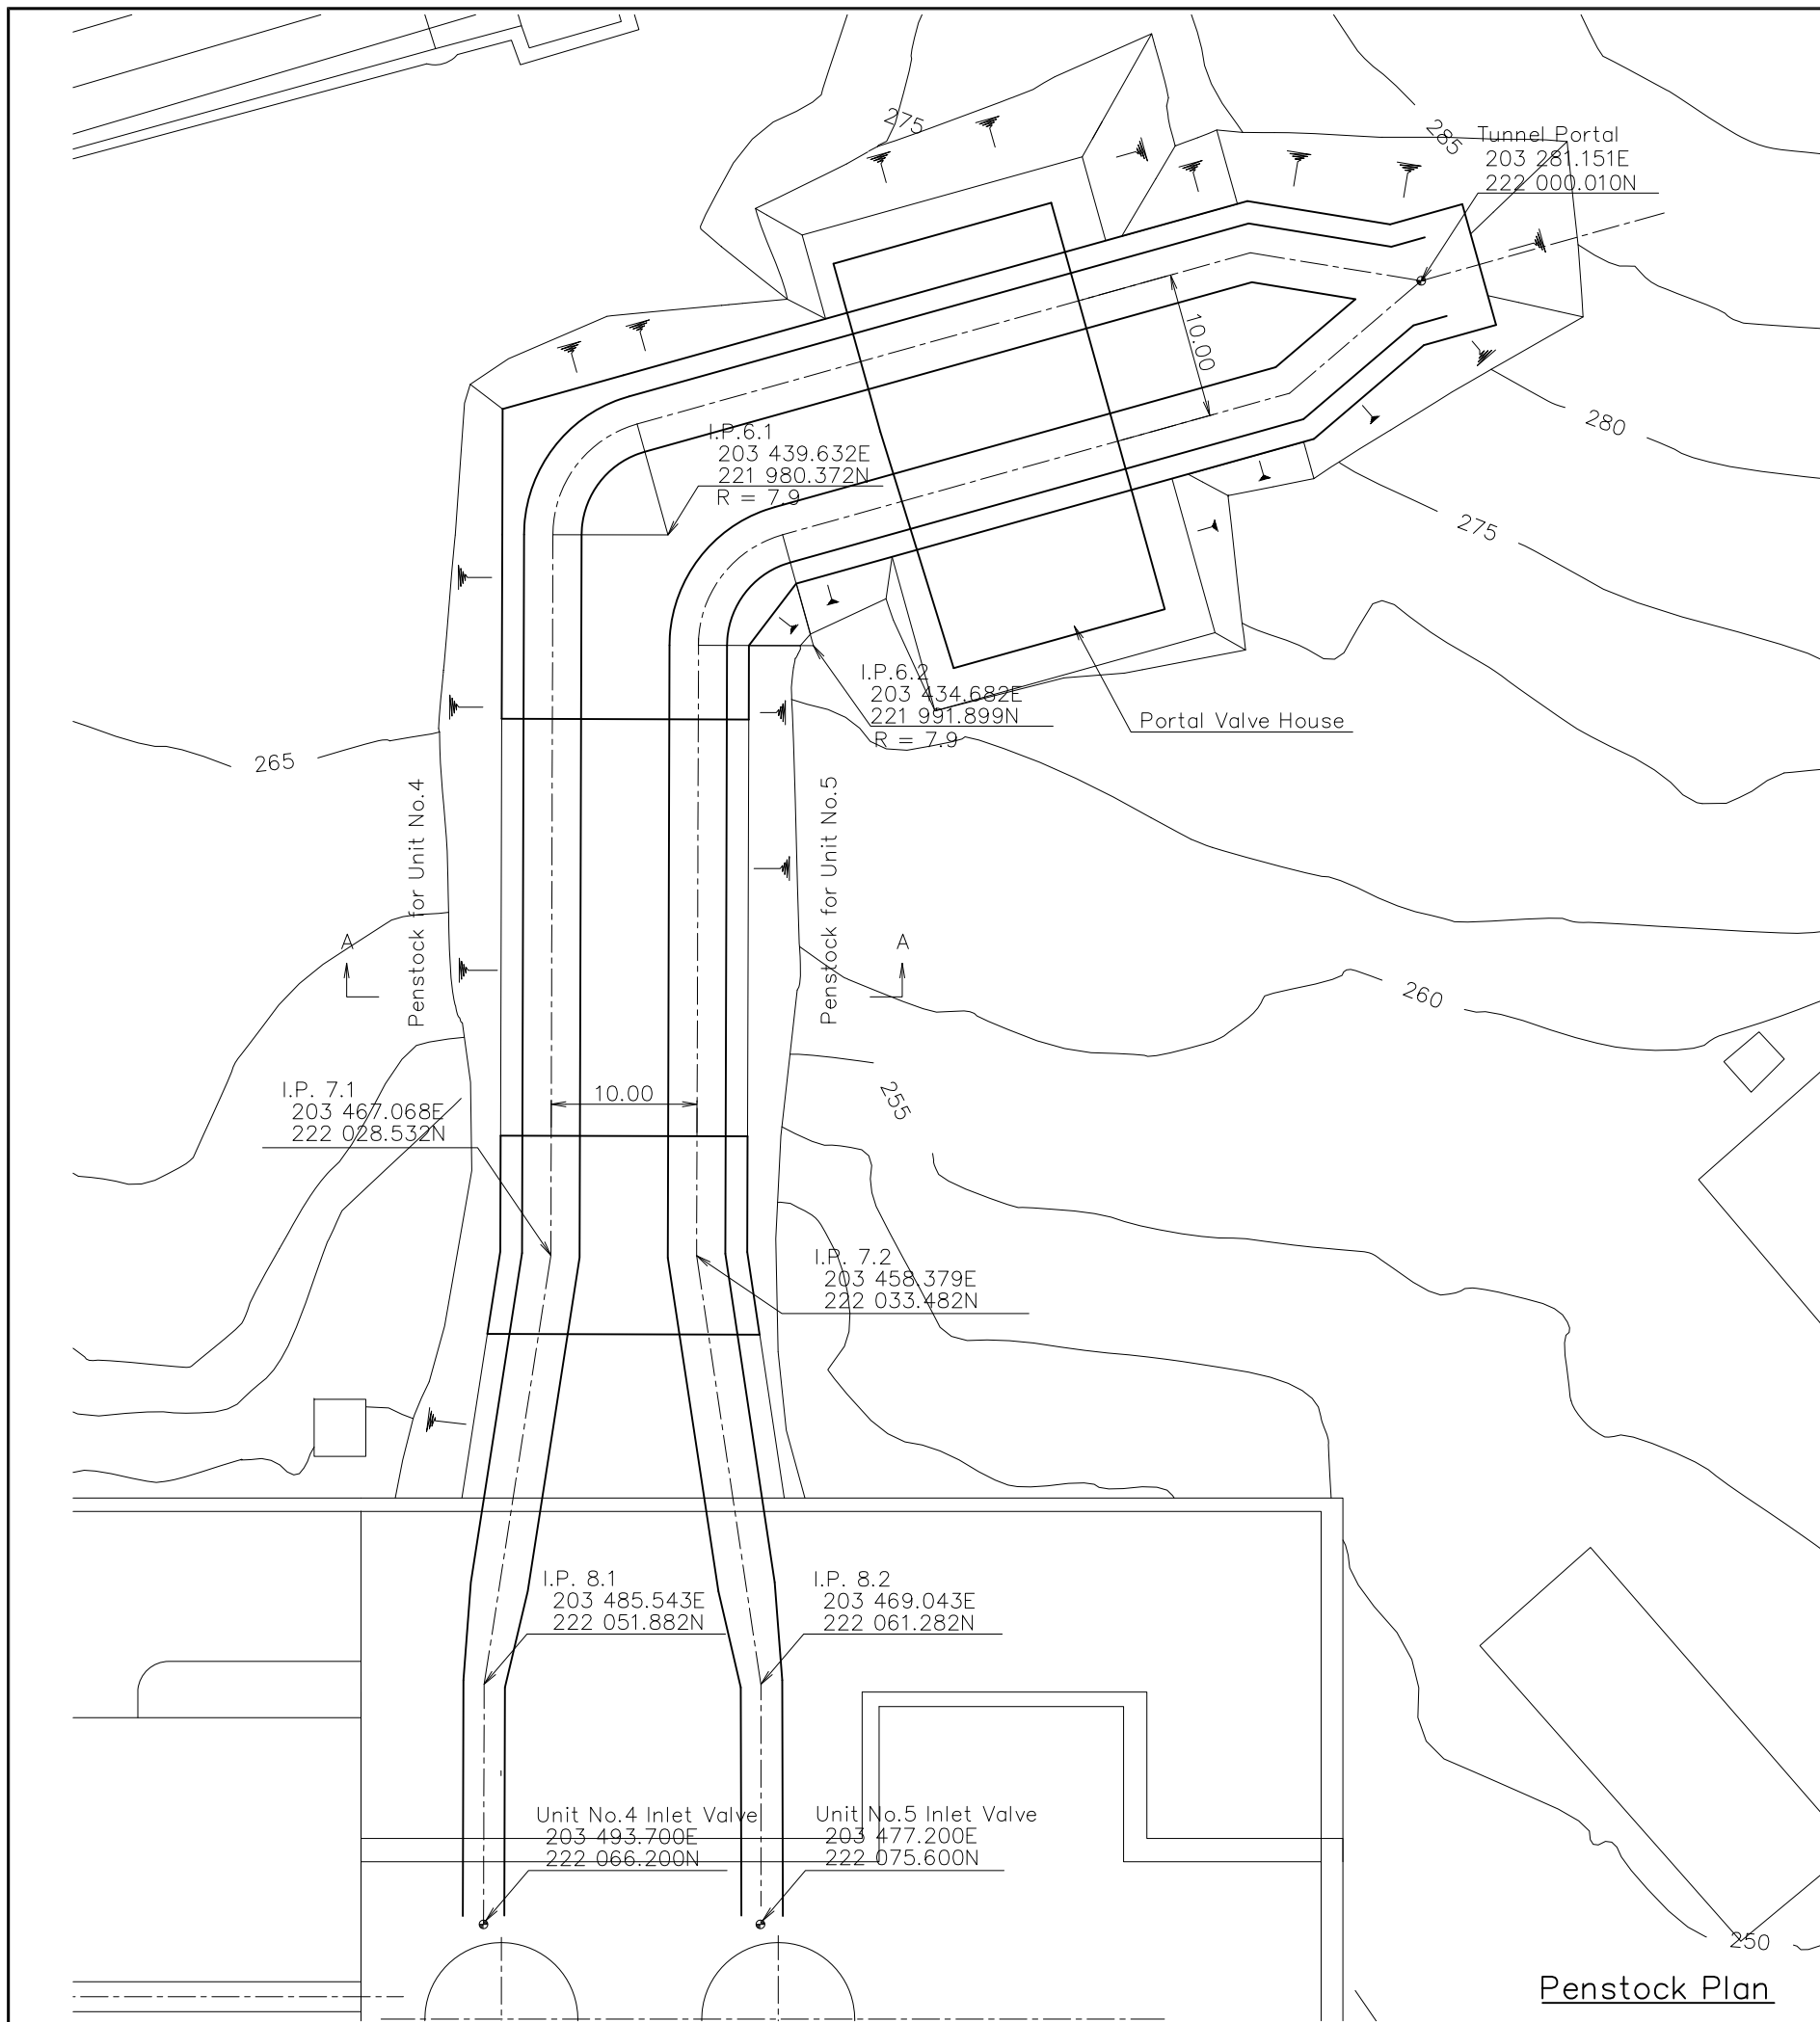 275
285
Tunnel Portal
203 281.151E
222 000.010N
10.00
280
I.P.6.1
203 439.632E
221 980.372N
R = 7.9
275
I.P.6.2
203 434.682E
221 991.899N
R = 7.9
Portal Valve House
265
Penstock for Unit No.4
Penstock for Unit No.5
A
A
260
I.P. 7.1
203 467.068E
222 028.532N
10.00
255
I.P. 7.2
203 458.379E
222 033.482N
I.P. 8.1
203 485.543E
222 051.882N
I.P. 8.2
203 469.043E
222 061.282N
Unit No.4 Inlet Valve
203 493.700E
222 066.200N
Unit No.5 Inlet Valve
203 477.200E
222 075.600N
250
Penstock Plan